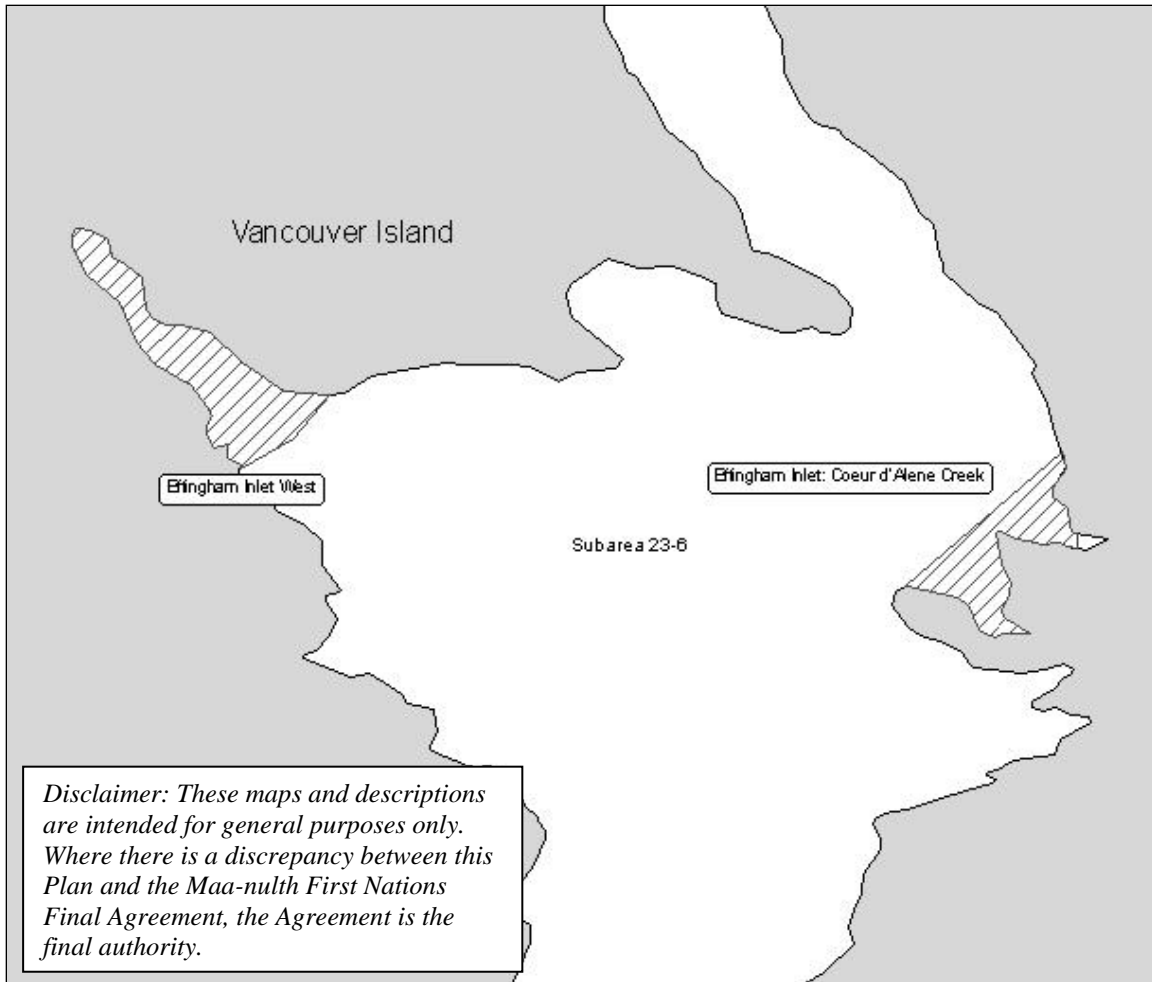 Vancouver Island
Effingham Inlet West
Effingham Inlet: Coeur d'Alene Creek
Subarea 23-6
Disclaimer: These maps and descriptions
are intended for general purposes only.
Where there is a discrepancy between this
Plan and the Maa-nulth First Nations
Final Agreement, the Agreement is the
final authority.